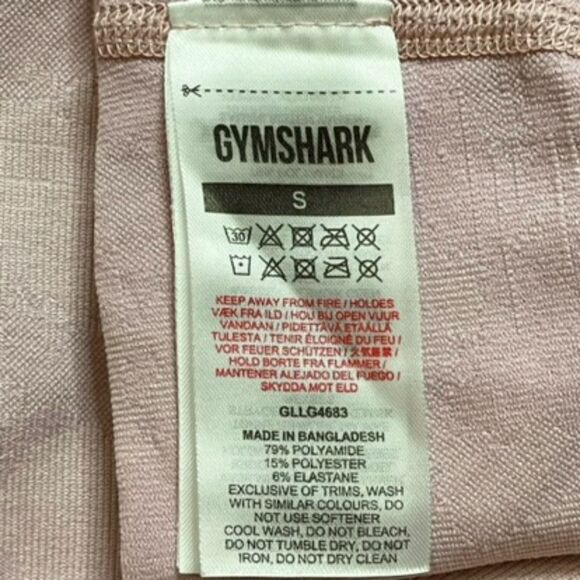 GYMSHARK
S
30
KEEP AWAY FROM FIRE / HOLDES
VÆK FRA ILD / HOU BIJ OPEN VUUR
VANDAAN / PIDETTÄVÄ ETÄÄLLÄ
TULESTA / TENIR ÉLOIGNÉ DU FEU /
VOR FEUER SCHÜTZEN / 火気厳禁 /
HOLD BORTE FRA FLAMMER /
MANTENER ALEJADO DEL FUEGO /
SKYDDA MOT ELD
GLLG4683
MADE IN BANGLADESH
79% POLYAMIDE
15% POLYESTER
6% ELASTANE
EXCLUSIVE OF TRIMS, WASH
WITH SIMILAR COLOURS, DO
NOT USE SOFTENER
COOL WASH, DO NOT BLEACH,
DO NOT TUMBLE DRY, DO NOT
IRON, DO NOT DRY CLEAN